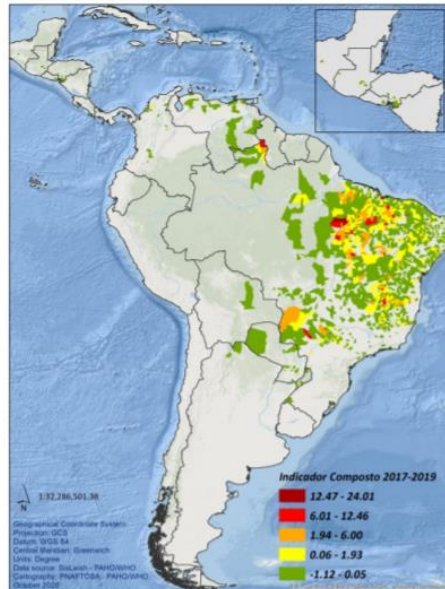 Indicador Composto 2017-2019
12.47 - 24.01
6.01 - 12.46
1.94 - 6.00
0.06 - 1.93
-1.12 - 0.05
N
1:32,286,501.38
Geographical Coordinate System
Projection: GCS
Datum: WGS 84
Central Meridian: Greenwich
Units: Degree
Data source: SisLeish - PAHO/WHO
Cartography: PNAFTOSA: PAHO/WHO
October 2020